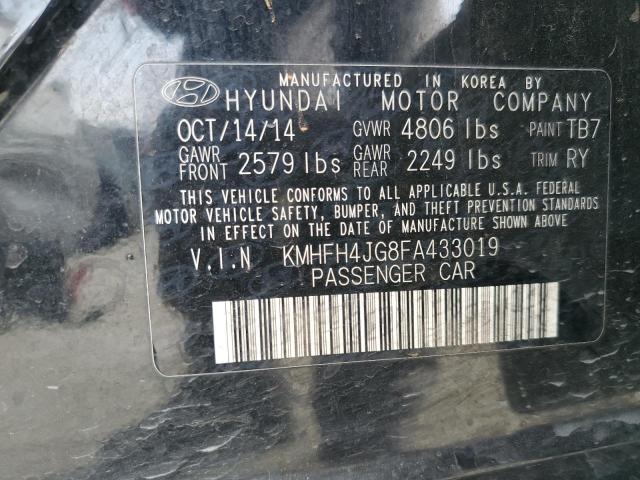 MANUFACTURED IN KOREA BY
HYUNDAI MOTOR COMPANY
OCT/14/14 GVWR 4806 lbs PAINT TB7
GAWR FRONT 2579 lbs GAWR REAR 2249 lbs TRIM RY
THIS VEHICLE CONFORMS TO ALL APPLICABLE U.S.A. FEDERAL
MOTOR VEHICLE SAFETY, BUMPER, AND THEFT PREVENTION STANDARDS
IN EFFECT ON THE DATE OF MANUFACTURE SHOWN ABOVE.
V.I.N KMHFH4JG8FA433019
PASSENGER CAR